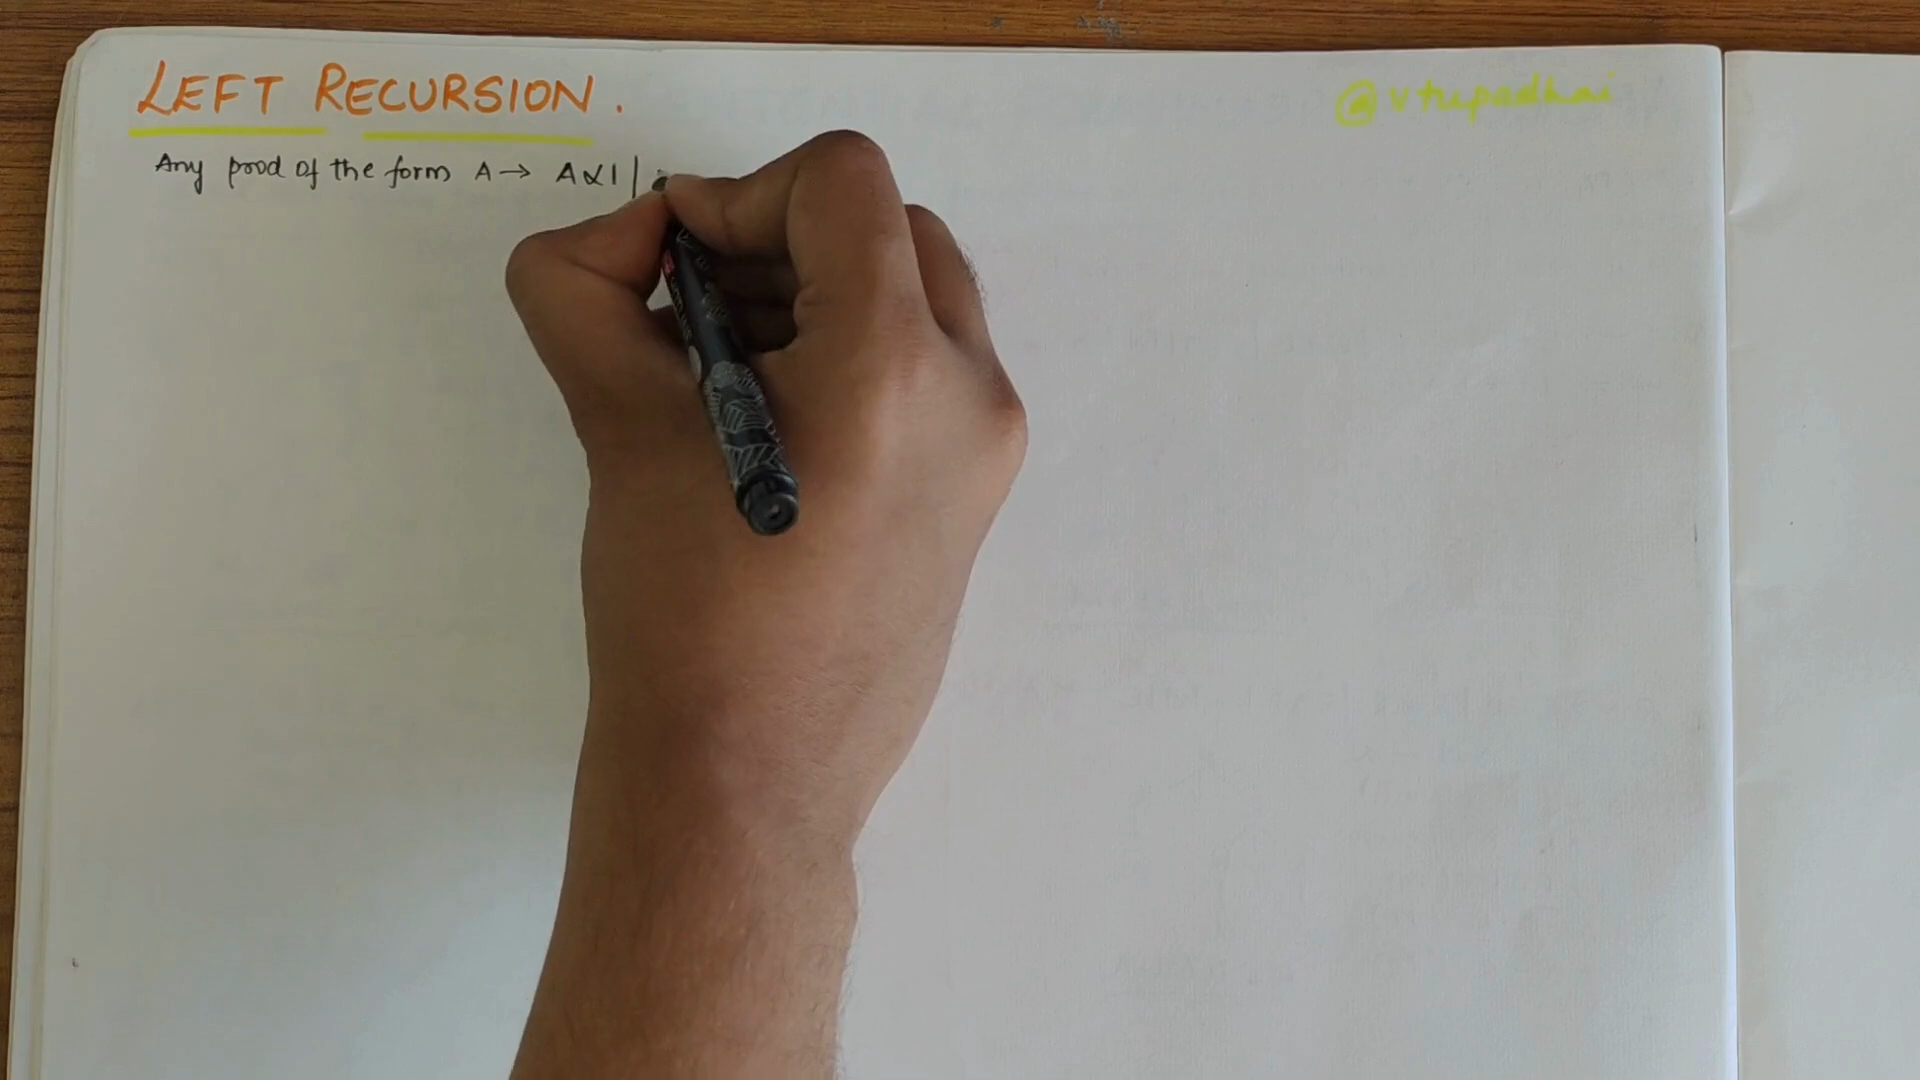 LEFT RECURSION.
@vtupadhai
Any prod of the form A → Aα1 |